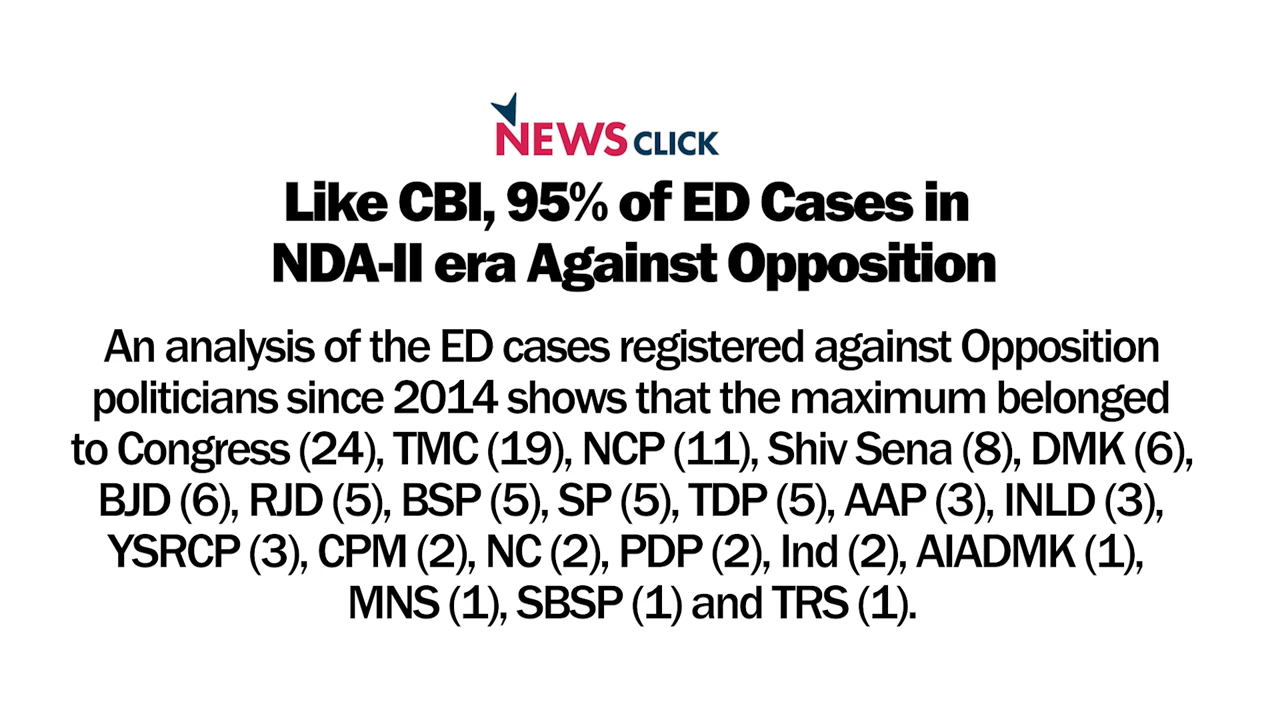 NEWS CLICK
Like CBI, 95% of ED Cases in
NDA-II era Against Opposition
An analysis of the ED cases registered against Opposition
politicians since 2014 shows that the maximum belonged
to Congress (24), TMC (19), NCP (11), Shiv Sena (8), DMK (6),
BJD (6), RJD (5), BSP (5), SP (5), TDP (5), AAP (3), INLD (3),
YSRCP (3), CPM (2), NC (2), PDP (2), Ind (2), AIADMK (1),
MNS (1), SBSP (1) and TRS (1).